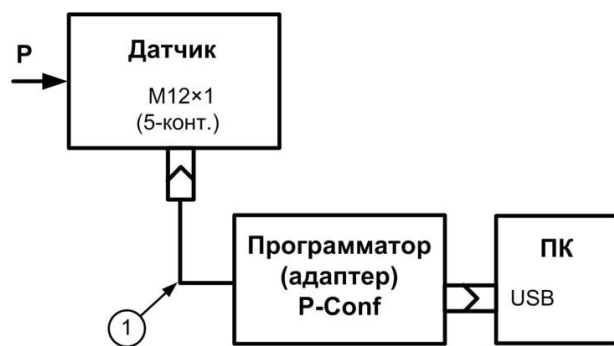 Датчик
P
M12×1
(5-конт.)
Программатор
(адаптер)
P-Conf
ПК
USB
1